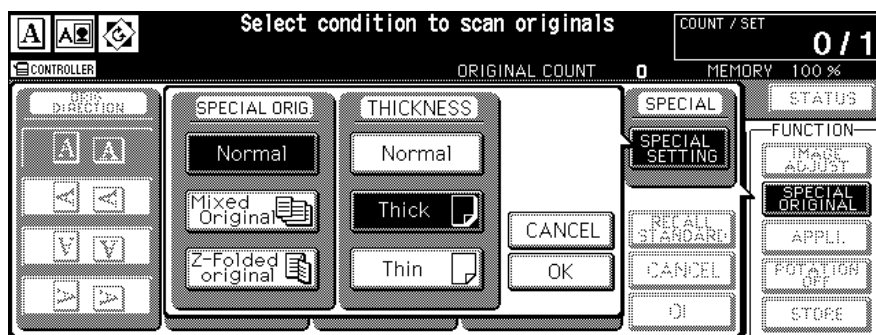 Select condition to scan originals
COUNT / SET
0 / 1
CONTROLLER
ORIGINAL COUNT 0 MEMORY 100 %
ORIG.
DIRECTION
A A
A A
A A
A A
SPECIAL ORIG.
Normal
Mixed
Original
Z-Folded
original
THICKNESS
Normal
Thick
Thin
CANCEL
OK
SPECIAL
SPECIAL
SETTING
RECALL
STANDARD
CANCEL
STATUS
FUNCTION
IMAGE
ADJUST
SPECIAL
ORIGINAL
APPLI.
ROTATION
OFF
STORE